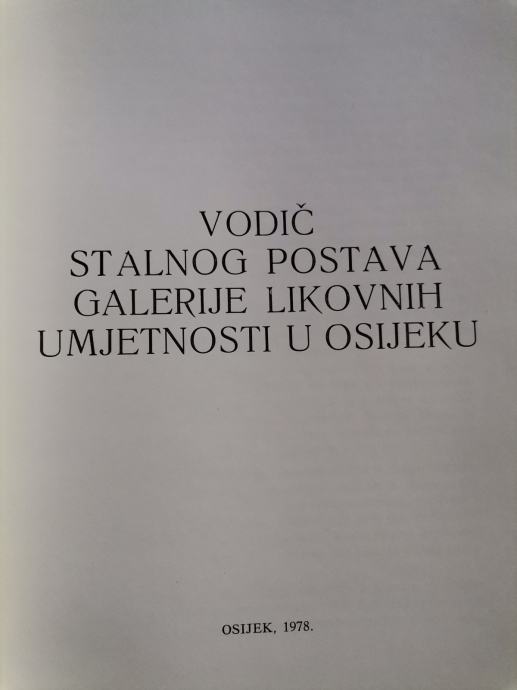 VODIČ
STALNOG POSTAVA
GALERIJE LIKOVNIH
UMJETNOSTI U OSIJEKU
OSIJEK, 1978.